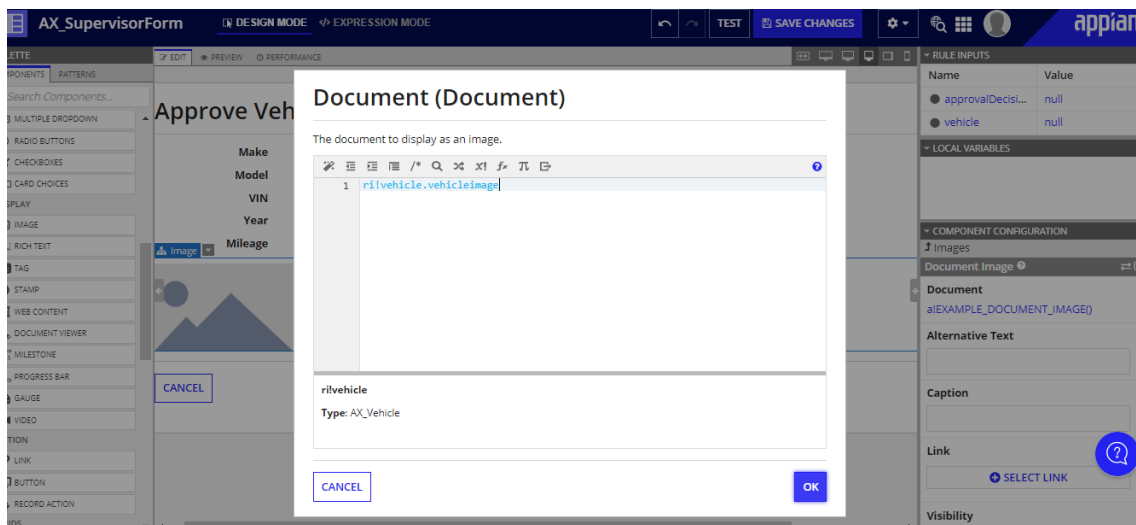 AX_SupervisorForm
DESIGN MODE
</> EXPRESSION MODE
TEST
SAVE CHANGES
appian
LETTE
PATTERNS
Search Components...
MULTIPLE DROPDOWN
RADIO BUTTONS
CHECKBOXES
CARD CHOICES
IMAGE
RICH TEXT
TAG
STAMP
WEB CONTENT
DOCUMENT VIEWER
MILESTONE
PROGRESS BAR
GAUGE
VIDEO
LINK
BUTTON
RECORD ACTION
EDIT
PREVIEW
PERFORMANCE
Approve Veh
Make
Model
VIN
Year
Mileage
Image
CANCEL
Document (Document)
The document to display as an image.
1 ri!vehicle.vehicleimage
ri!vehicle
Type: AX_Vehicle
CANCEL
OK
RULE INPUTS
Name Value
approvalDecisi... null
vehicle null
LOCAL VARIABLES
COMPONENT CONFIGURATION
Images
Document Image
Document
a!EXAMPLE_DOCUMENT_IMAGE()
Alternative Text
Caption
Link
SELECT LINK
Visibility